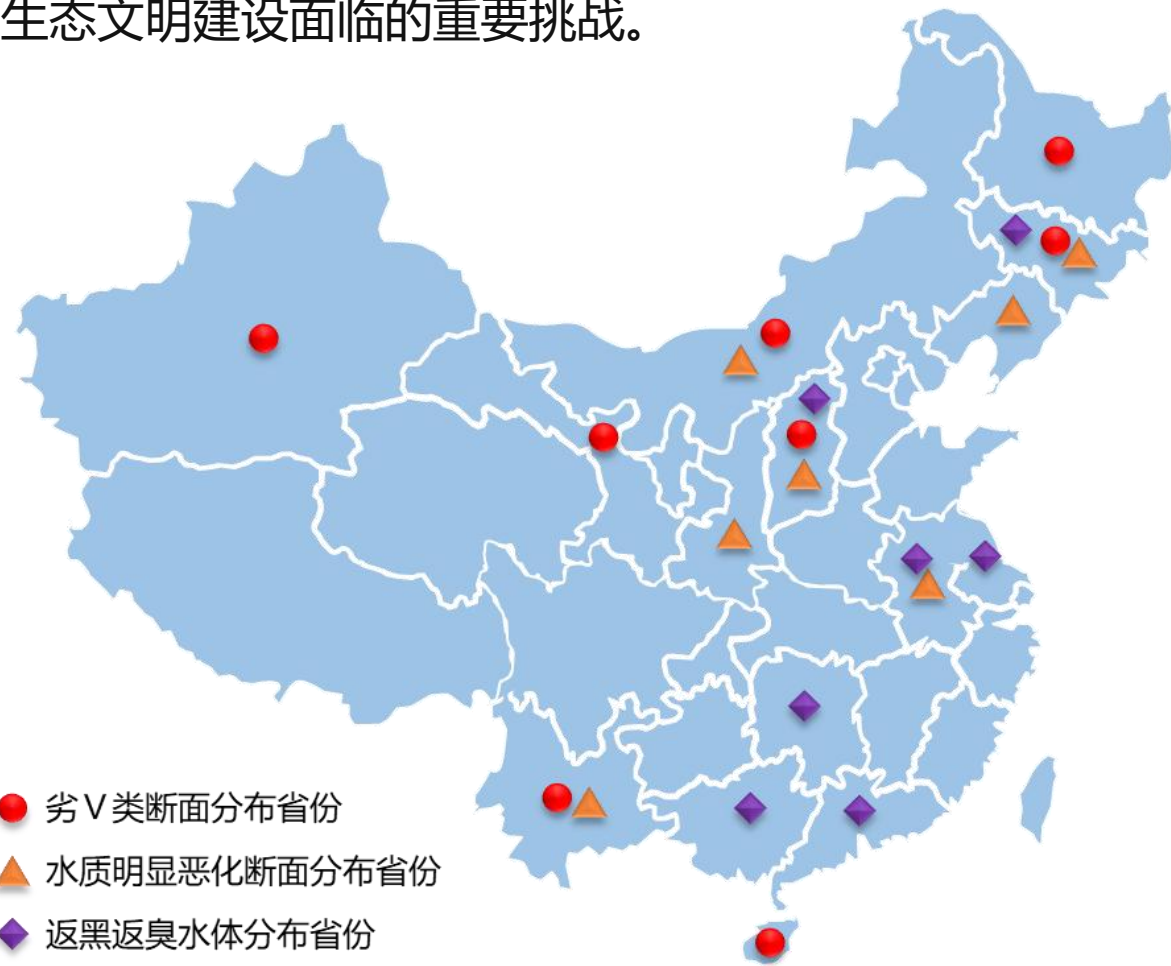 生态文明建设面临的重要挑战。
劣Ⅴ类断面分布省份
水质明显恶化断面分布省份
返黑返臭水体分布省份